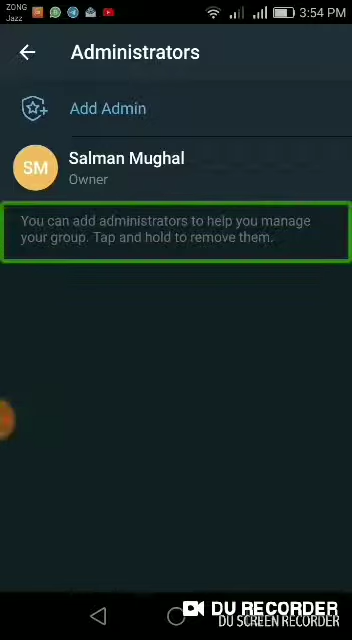 ZONG
Jazz
3:54 PM
Administrators
Add Admin
SM
Salman Mughal
Owner
You can add administrators to help you manage
your group. Tap and hold to remove them.
DU RECORDER
DU SCREEN RECORDER